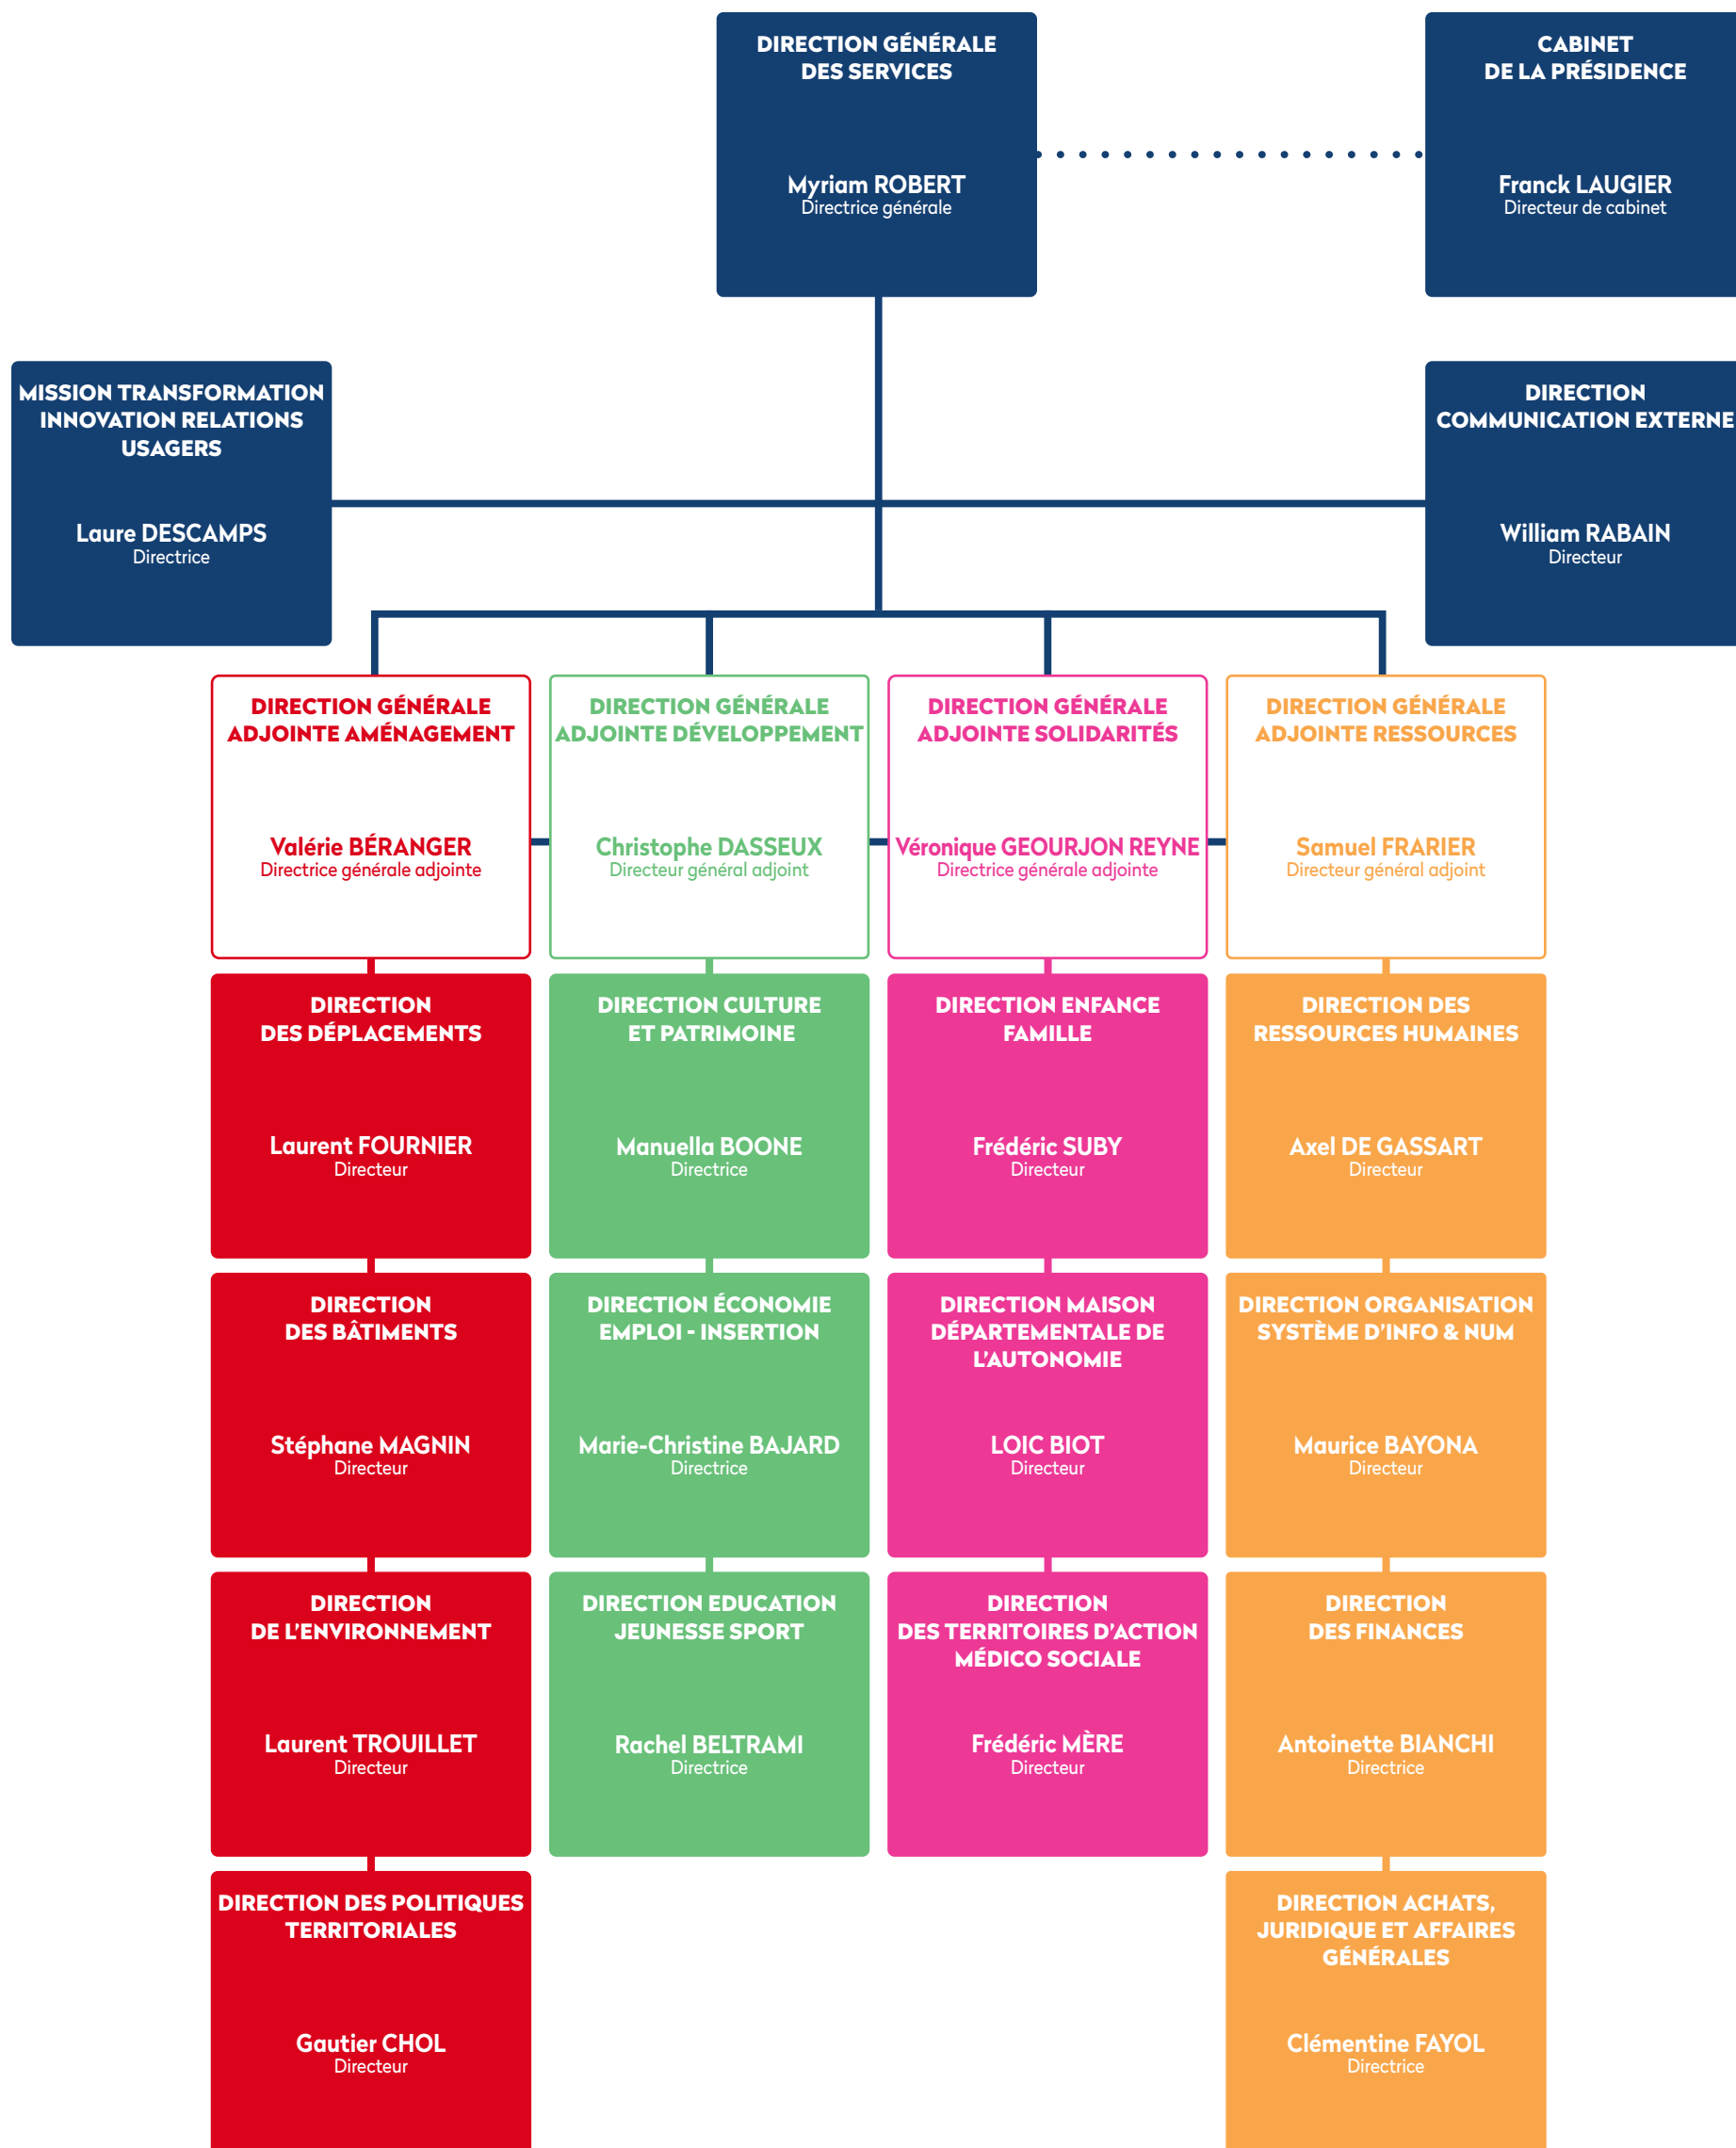 DIRECTION GÉNÉRALE
DES SERVICES
Myriam ROBERT
Directrice générale
CABINET
DE LA PRÉSIDENCE
Franck LAUGIER
Directeur de cabinet
MISSION TRANSFORMATION
INNOVATION RELATIONS
USAGERS
Laure DESCAMPS
Directrice
DIRECTION
COMMUNICATION EXTERNE
William RABAIN
Directeur
DIRECTION GÉNÉRALE
ADJOINTE AMÉNAGEMENT
Valérie BÉRANGER
Directrice générale adjointe
DIRECTION GÉNÉRALE
ADJOINTE DÉVELOPPEMENT
Christophe DASSEUX
Directeur général adjoint
DIRECTION GÉNÉRALE
ADJOINTE SOLIDARITÉS
Véronique GEOURJON REYNE
Directrice générale adjointe
DIRECTION GÉNÉRALE
ADJOINTE RESSOURCES
Samuel FRARIER
Directeur général adjoint
DIRECTION
DES DÉPLACEMENTS
Laurent FOURNIER
Directeur
DIRECTION CULTURE
ET PATRIMOINE
Manuella BOONE
Directrice
DIRECTION ENFANCE
FAMILLE
Frédéric SUBY
Directeur
DIRECTION DES
RESSOURCES HUMAINES
Axel DE GASSART
Directeur
DIRECTION
DES BÂTIMENTS
Stéphane MAGNIN
Directeur
DIRECTION ÉCONOMIE
EMPLOI - INSERTION
Marie-Christine BAJARD
Directrice
DIRECTION MAISON
DÉPARTEMENTALE DE
L'AUTONOMIE
LOIC BIOT
Directeur
DIRECTION ORGANISATION
SYSTÈME D'INFO & NUM
Maurice BAYONA
Directeur
DIRECTION
DE L'ENVIRONNEMENT
Laurent TROUILLET
Directeur
DIRECTION EDUCATION
JEUNESSE SPORT
Rachel BELTRAMI
Directrice
DIRECTION
DES TERRITOIRES D'ACTION
MÉDICO SOCIALE
Frédéric MÈRE
Directeur
DIRECTION
DES FINANCES
Antoinette BIANCHI
Directrice
DIRECTION DES POLITIQUES
TERRITORIALES
Gautier CHOL
Directeur
DIRECTION ACHATS,
JURIDIQUE ET AFFAIRES
GÉNÉRALES
Clémentine FAYOL
Directrice